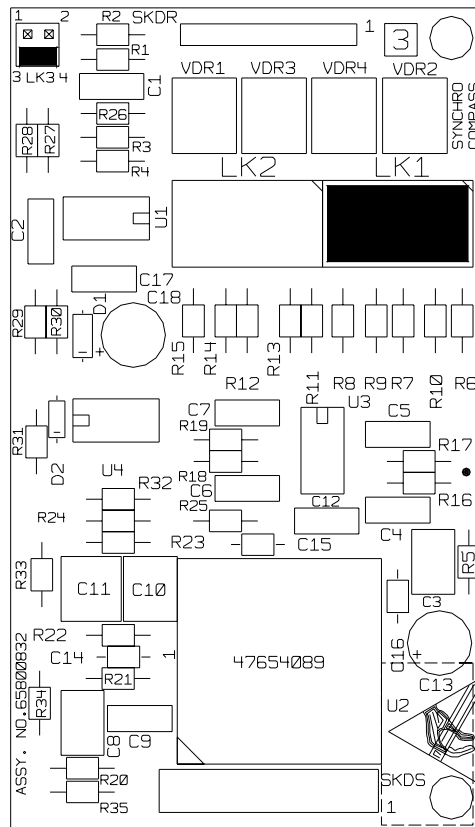 1 2 SKDR R2
1
3
R1
3 LK3 4
C1
VDR1 VDR3 VDR4 VDR2
SYNCHRO
COMPASS
R26
R28
R27
R3
R4
LK2 LK1
C2
U1
C17
C18
D1
R29
R30
+
R15
R14
R13
R12
R11
R8 R9 R7
R10
R6
U3
C7
C5
R19
R31
D2
U4
R32
R18
C6
R17
R16
R24
R25
C12
C4
R23
C15
R33
C11 C10
R5
C3
R22
C14
1
47654089
C16
+
C13
R21
R34
U2
C8
C9
ASSY. NO.65800832
R20
SKDS
R35
1